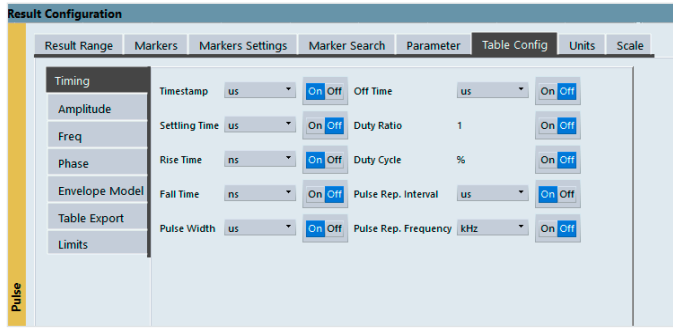 Result Configuration
Result Range Markers Markers Settings Marker Search Parameter Table Config Units Scale
Timing
Amplitude
Freq
Phase
Envelope Model
Table Export
Limits
Timestamp us On Off Off Time us On Off
Settling Time us On Off Duty Ratio 1 On Off
Rise Time ns On Off Duty Cycle % On Off
Fall Time ns On Off Pulse Rep. Interval us On Off
Pulse Width us On Off Pulse Rep. Frequency kHz On Off
Pulse